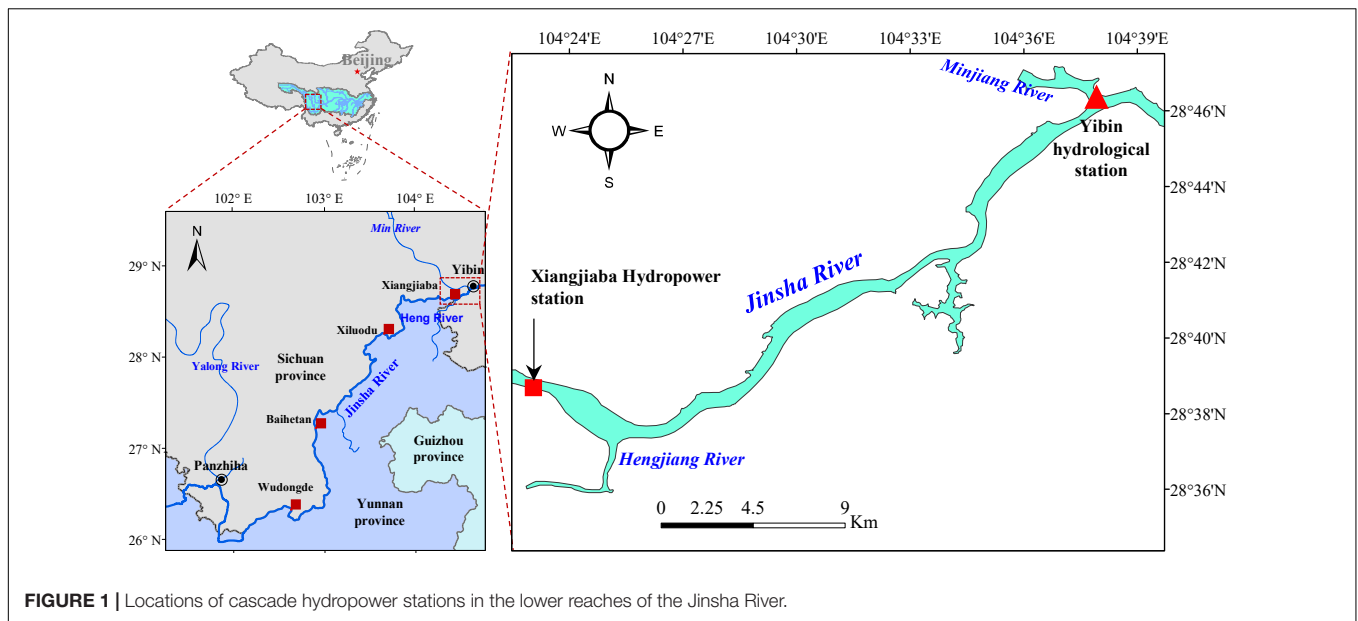 Beijing
102° E
103° E
104° E
29° N
28° N
27° N
26° N
N
Min River
Yibin
Xiangjiaba
Heng River
Xiluodu
Yalong River
Sichuan
province
Jinsha River
Baihetan
Guizhou
province
Panzhiha
Wudongde
Yunnan
province
104°24'E
104°27'E
104°30'E
104°33'E
104°36'E
104°39'E
28°46'N
28°44'N
28°42'N
28°40'N
28°38'N
28°36'N
N
W
E
S
Minjiang River
Yibin
hydrological
station
Jinsha River
Xiangjiaba Hydropower
station
Hengjiang River
0 2.25 4.5 9
Km
FIGURE 1 | Locations of cascade hydropower stations in the lower reaches of the Jinsha River.